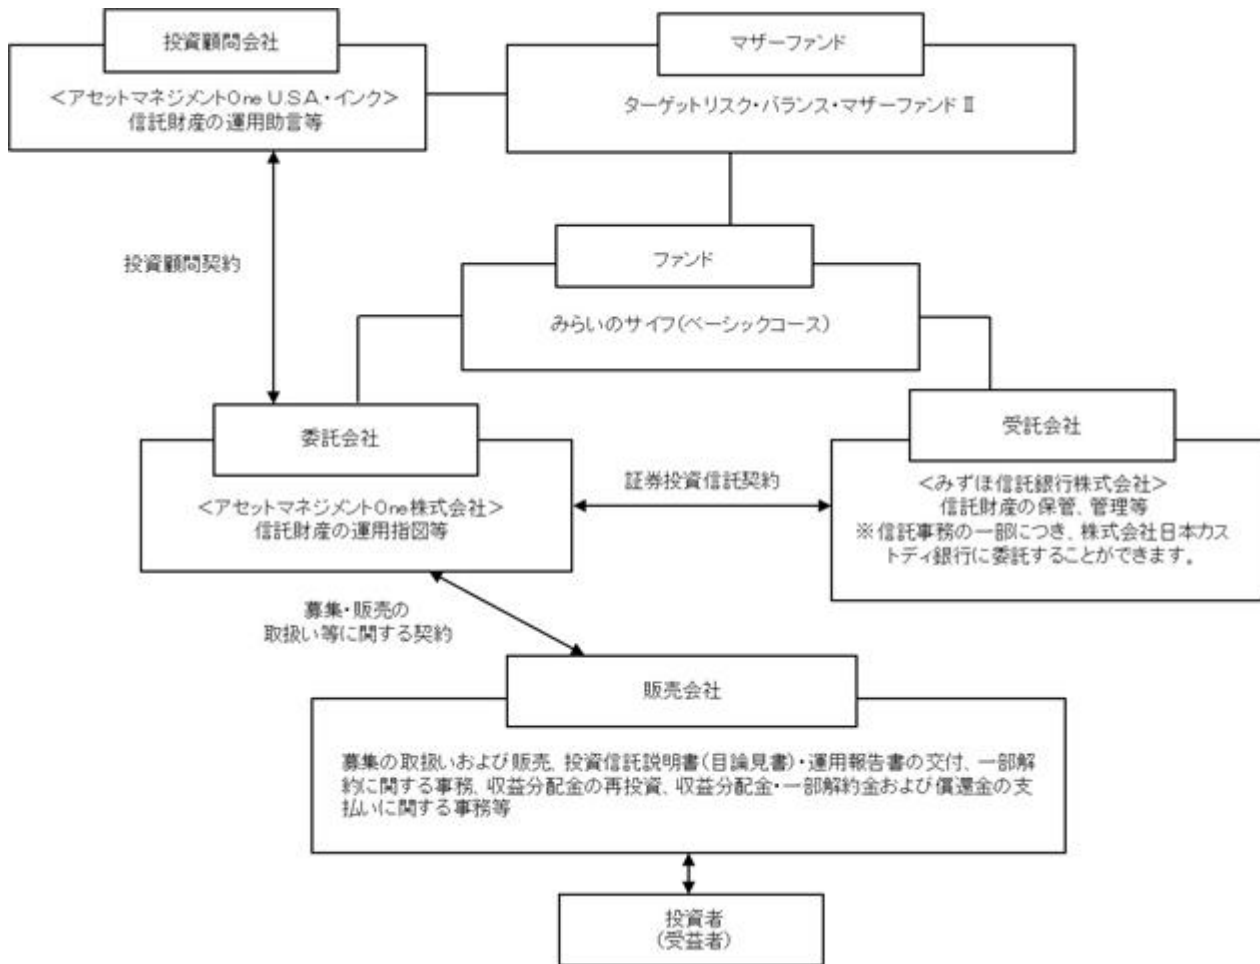 投資顧問会社
<アセットマネジメントOne U.S.A.・インク>
信託財産の運用助言等
マザーファンド
ターゲットリスク・バランス・マザーファンドⅡ
投資顧問契約
ファンド
みらいのサイフ(ベーシックコース)
委託会社
<アセットマネジメントOne株式会社>
信託財産の運用指図等
証券投資信託契約
受託会社
<みずほ信託銀行株式会社>
信託財産の保管、管理等
※信託事務の一部につき、株式会社日本カス
トディ銀行に委託することができます。
募集・販売の
取扱い等に関する契約
販売会社
募集の取扱いおよび販売、投資信託説明書(目論見書)・運用報告書の交付、一部解
約に関する事務、収益分配金の再投資、収益分配金・一部解約金および償還金の支
払いに関する事務等
投資者
(受益者)